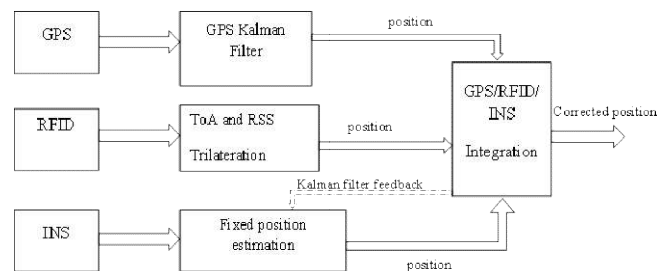 GPS
GPS Kalman
Filter
position
RFID
ToA and RSS
Trilateration
position
GPS/RFID/
INS
Integration
Corrected position
Kalman filter feedback
INS
Fixed position
estimation
position